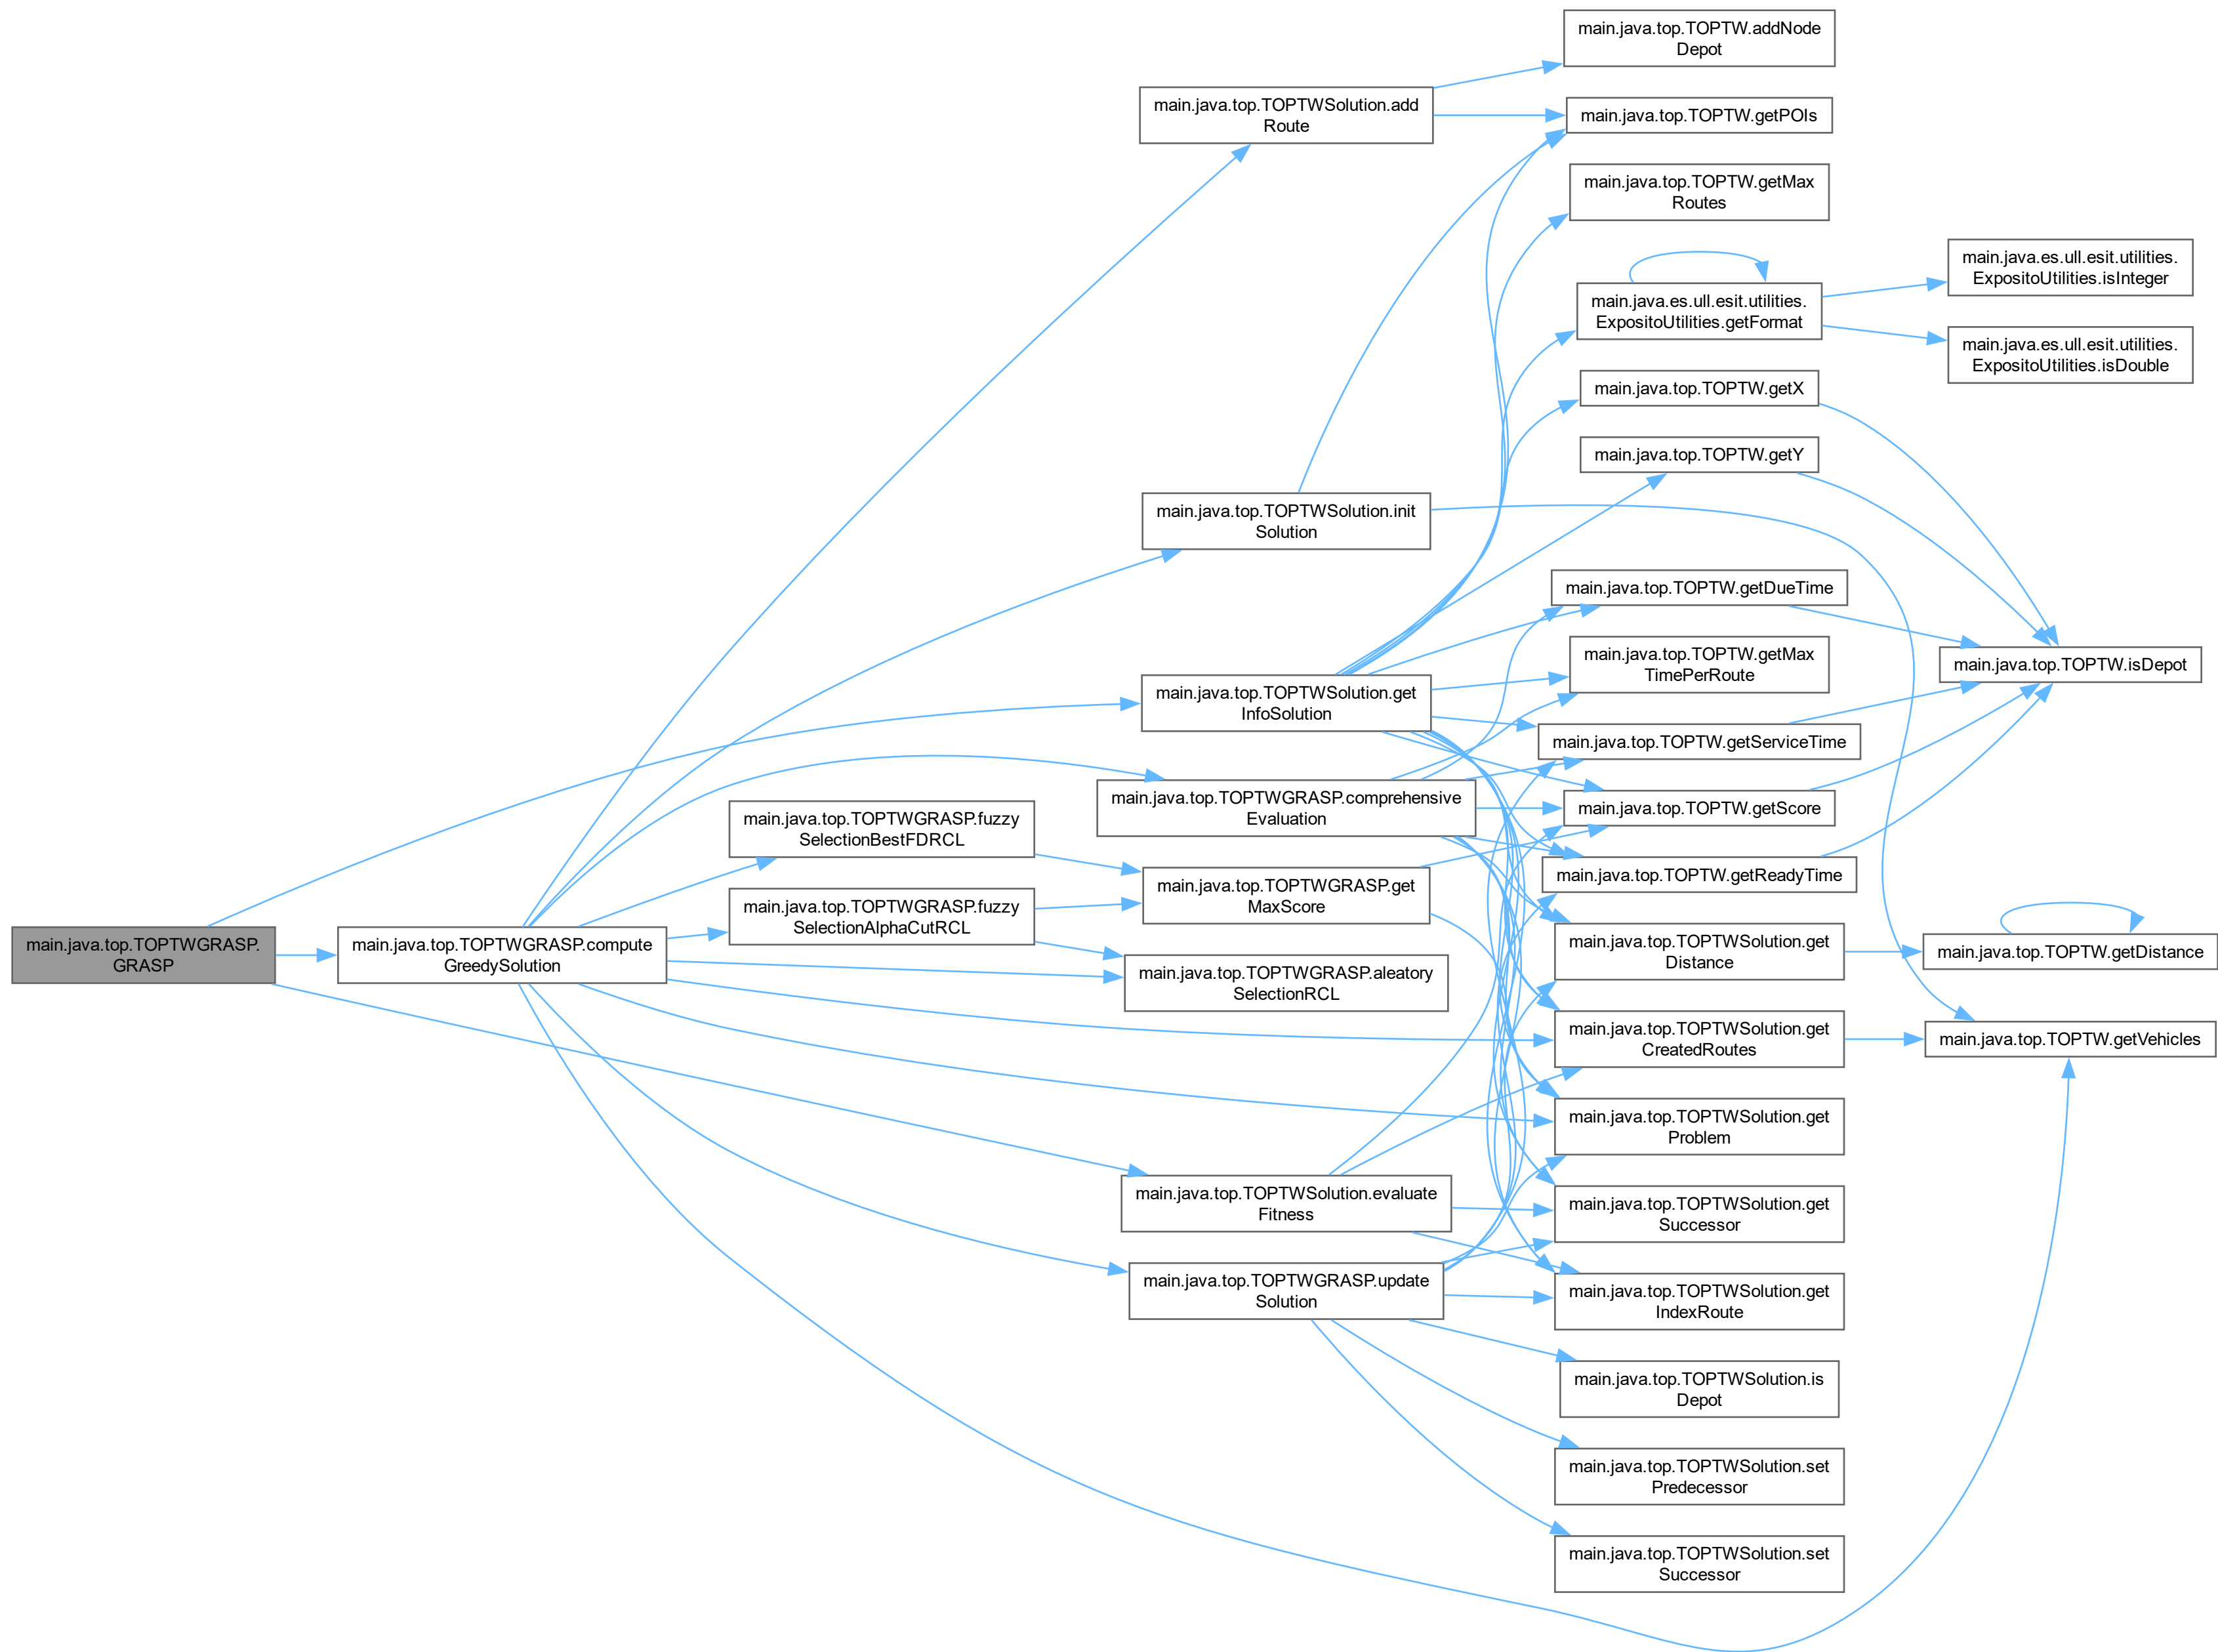 main.java.top.TOPTWGRASP.
GRASP
main.java.top.TOPTWGRASP.compute
GreedySolution
main.java.top.TOPTWGRASP.fuzzy
SelectionBestFDRCL
main.java.top.TOPTWGRASP.fuzzy
SelectionAlphaCutRCL
main.java.top.TOPTWSolution.add
Route
main.java.top.TOPTWSolution.init
Solution
main.java.top.TOPTWSolution.get
InfoSolution
main.java.top.TOPTWGRASP.comprehensive
Evaluation
main.java.top.TOPTWGRASP.get
MaxScore
main.java.top.TOPTWGRASP.aleatory
SelectionRCL
main.java.top.TOPTWSolution.evaluate
Fitness
main.java.top.TOPTWGRASP.update
Solution
main.java.top.TOPTW.addNode
Depot
main.java.top.TOPTW.getPOIs
main.java.top.TOPTW.getMax
Routes
main.java.es.ull.esit.utilities.
ExpositoUtilities.getFormat
main.java.top.TOPTW.getX
main.java.top.TOPTW.getY
main.java.top.TOPTW.getDueTime
main.java.top.TOPTW.getMax
TimePerRoute
main.java.top.TOPTW.getServiceTime
main.java.top.TOPTW.getScore
main.java.top.TOPTW.getReadyTime
main.java.top.TOPTWSolution.get
Distance
main.java.top.TOPTWSolution.get
CreatedRoutes
main.java.top.TOPTWSolution.get
Problem
main.java.top.TOPTWSolution.get
Successor
main.java.top.TOPTWSolution.get
IndexRoute
main.java.top.TOPTWSolution.is
Depot
main.java.top.TOPTWSolution.set
Predecessor
main.java.top.TOPTWSolution.set
Successor
main.java.es.ull.esit.utilities.
ExpositoUtilities.isInteger
main.java.es.ull.esit.utilities.
ExpositoUtilities.isDouble
main.java.top.TOPTW.isDepot
main.java.top.TOPTW.getDistance
main.java.top.TOPTW.getVehicles